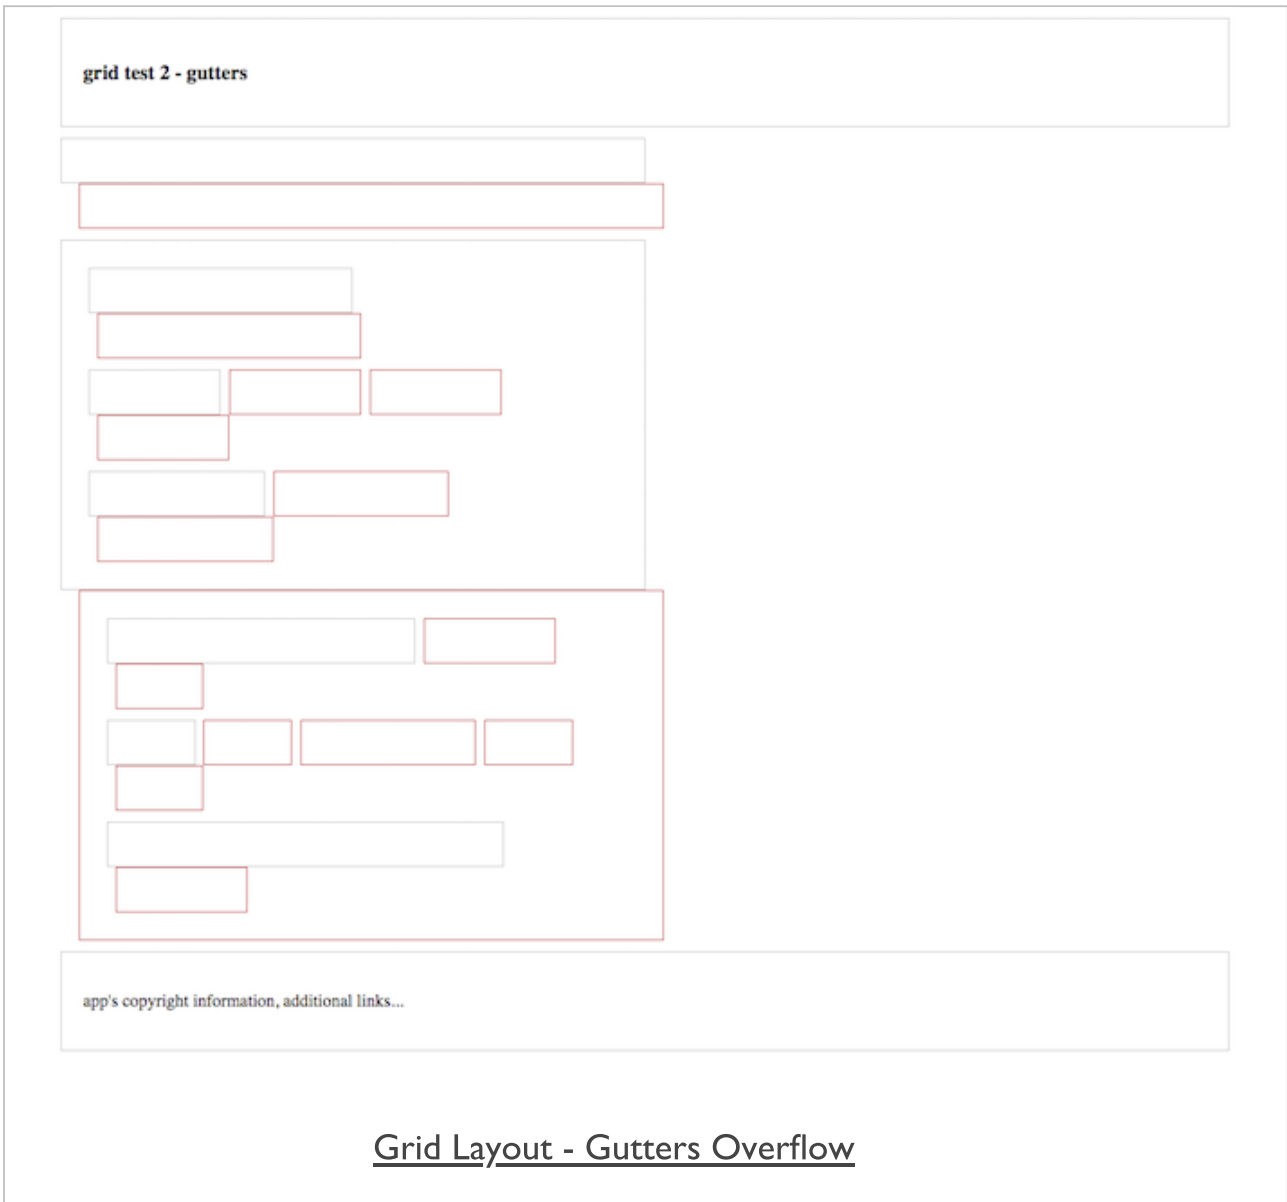 grid test 2 - gutters
app's copyright information, additional links...
Grid Layout - Gutters Overflow